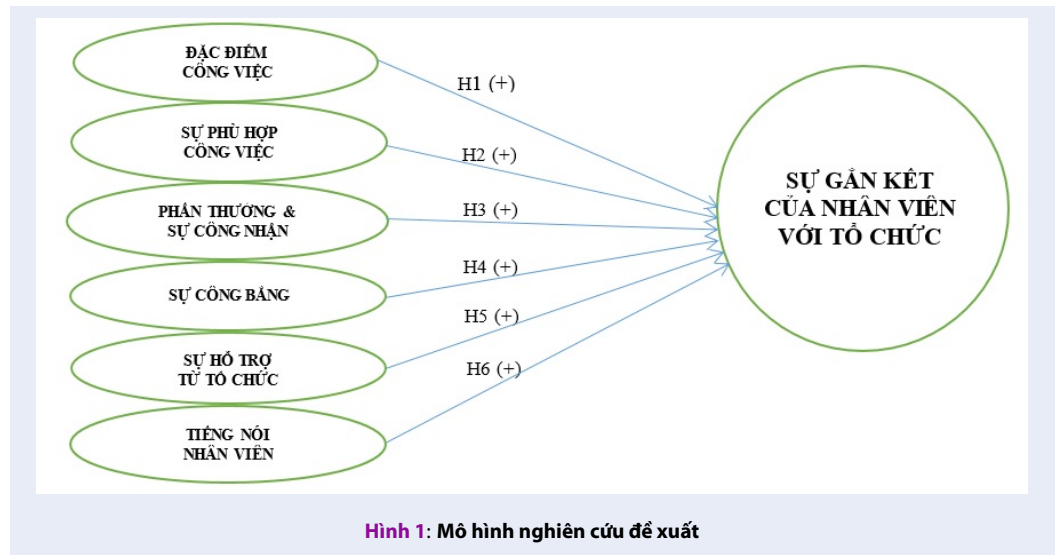 ĐẶC ĐIỂM
CÔNG VIỆC
H1 (+)
SỰ PHÙ HỢP
CÔNG VIỆC
H2 (+)
PHẦN THƯỞNG &
SỰ CÔNG NHẬN
H3 (+)
SỰ CÔNG BẰNG
H4 (+)
SỰ HỖ TRỢ
TỪ TỔ CHỨC
H5 (+)
TIẾNG NÓI
NHÂN VIÊN
H6 (+)
SỰ GẮN KẾT
CỦA NHÂN VIÊN
VỚI TỔ CHỨC
Hình 1: Mô hình nghiên cứu đề xuất